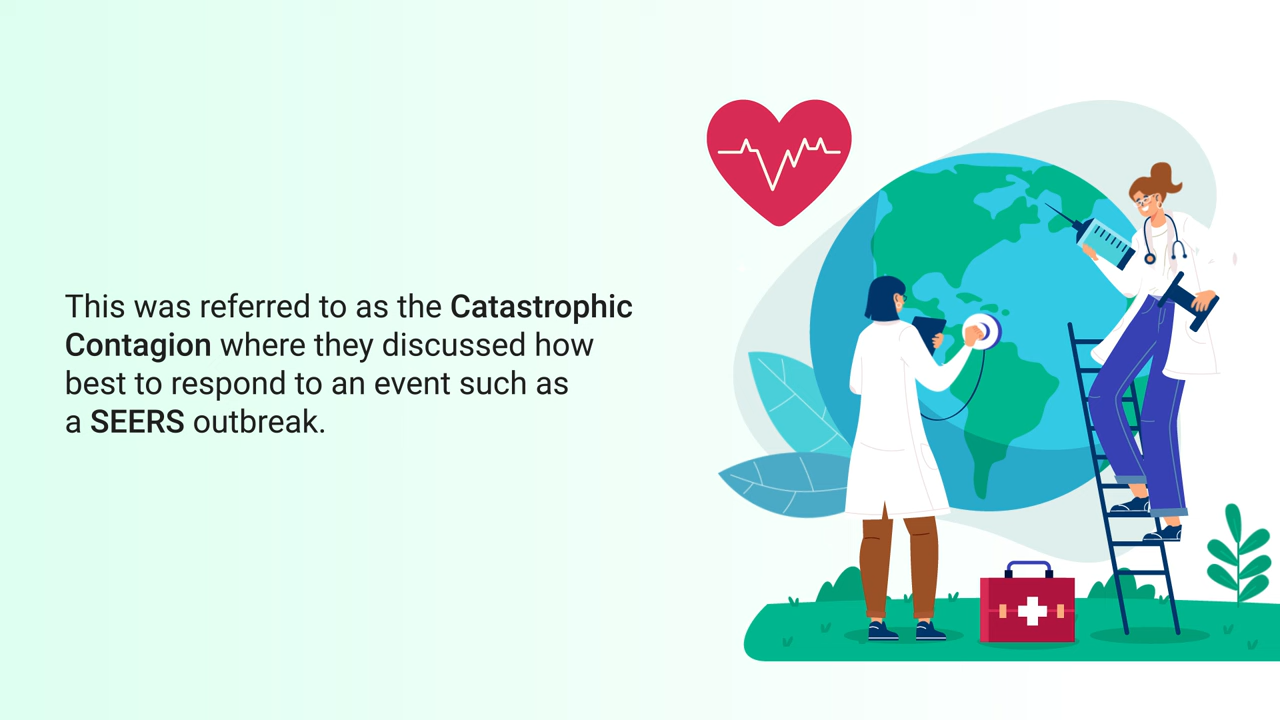 This was referred to as the Catastrophic
Contagion where they discussed how
best to respond to an event such as
a SEERS outbreak.